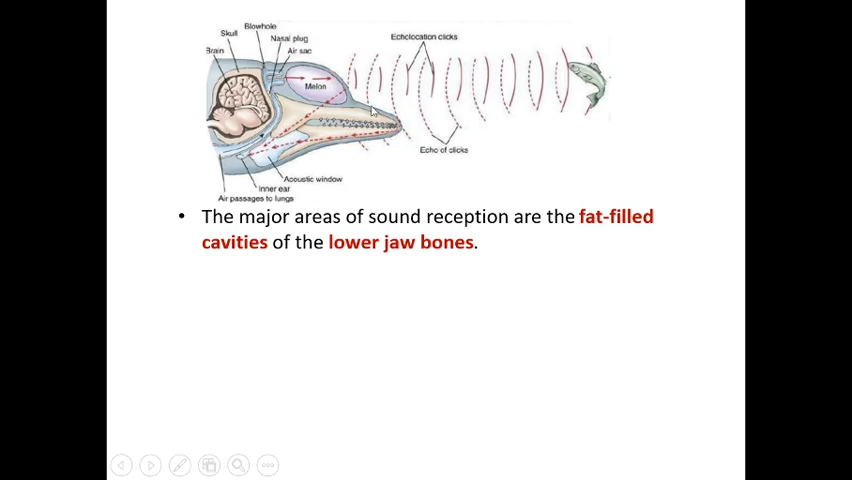 Blowhole
Skull
Nasal plug
Brain
Air sac
Echolocation clicks
Melon
Echo of clicks
Acoustic window
Inner ear
Air passages to lungs
• The major areas of sound reception are the fat-filled
cavities of the lower jaw bones.